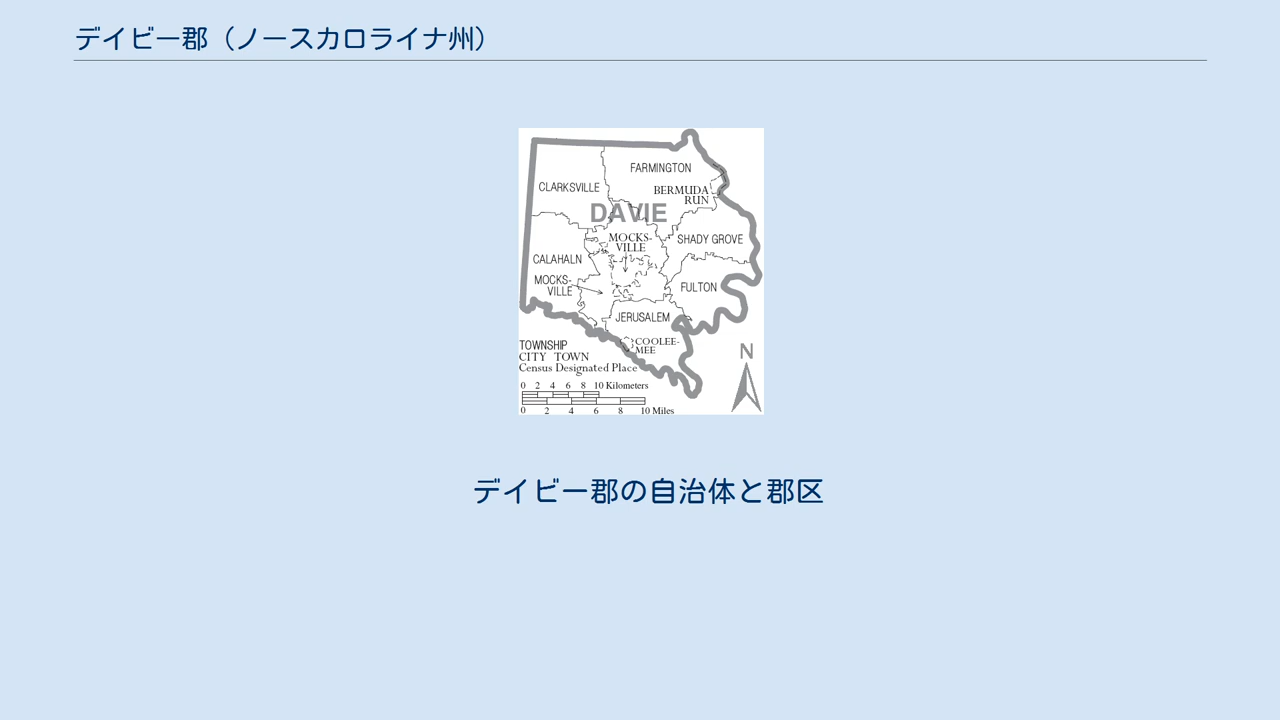 デイビー郡（ノースカロライナ州）
FARMINGTON
CLARKSVILLE
BERMUDA
RUN
DAVIE
MOCKS-
VILLE
SHADY GROVE
CALAHALN
MOCKS-
VILLE
FULTON
JERUSALEM
COOLEE-
MEE
TOWNSHIP
CITY TOWN
Census Designated Place
N
0 2 4 6 8 10 Kilometers
0 2 4 6 8 10 Miles
デイビー郡の自治体と郡区